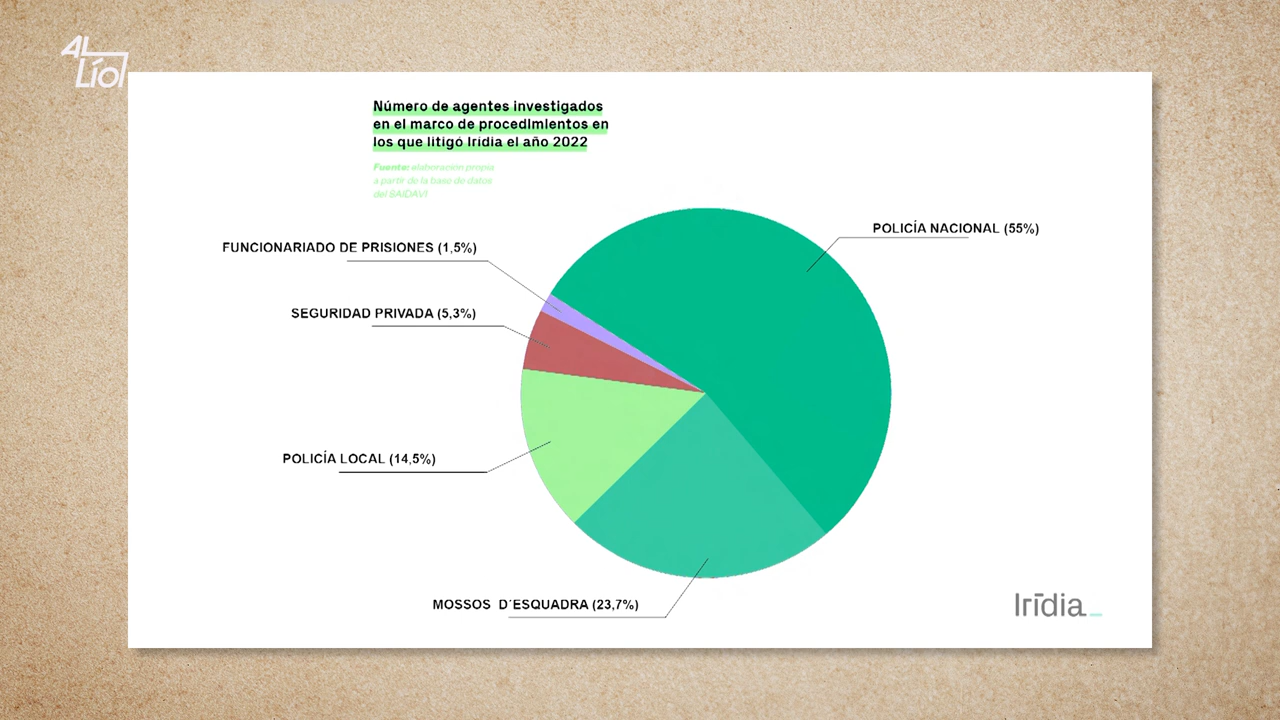 AL
LÍO
Número de agentes investigados
en el marco de procedimientos en
los que litigó Irídia el año 2022
Fuente: elaboración propia
a partir de la base de datos
del SAIDAVI
POLICÍA NACIONAL (55%)
FUNCIONARIADO DE PRISIONES (1,5%)
SEGURIDAD PRIVADA (5,3%)
POLICÍA LOCAL (14,5%)
MOSSOS D´ESQUADRA (23,7%)
Irídia_